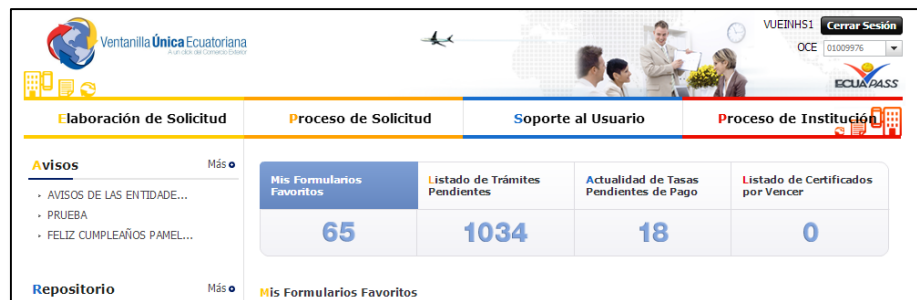 Ventanilla Única Ecuatoriana
A un click del Comercio Exterior
VUEINHS1 Cerrar Sesión
OCE 01009976
ECUAPASS
Elaboración de Solicitud
Proceso de Solicitud
Soporte al Usuario
Proceso de Institución
Avisos Más
AVISOS DE LAS ENTIDADE...
PRUEBA
FELIZ CUMPLEAÑOS PAMEL...
Repositorio Más
Mis Formularios
Favoritos
65
Listado de Trámites
Pendientes
1034
Actualidad de Tasas
Pendientes de Pago
18
Listado de Certificados
por Vencer
0
Mis Formularios Favoritos